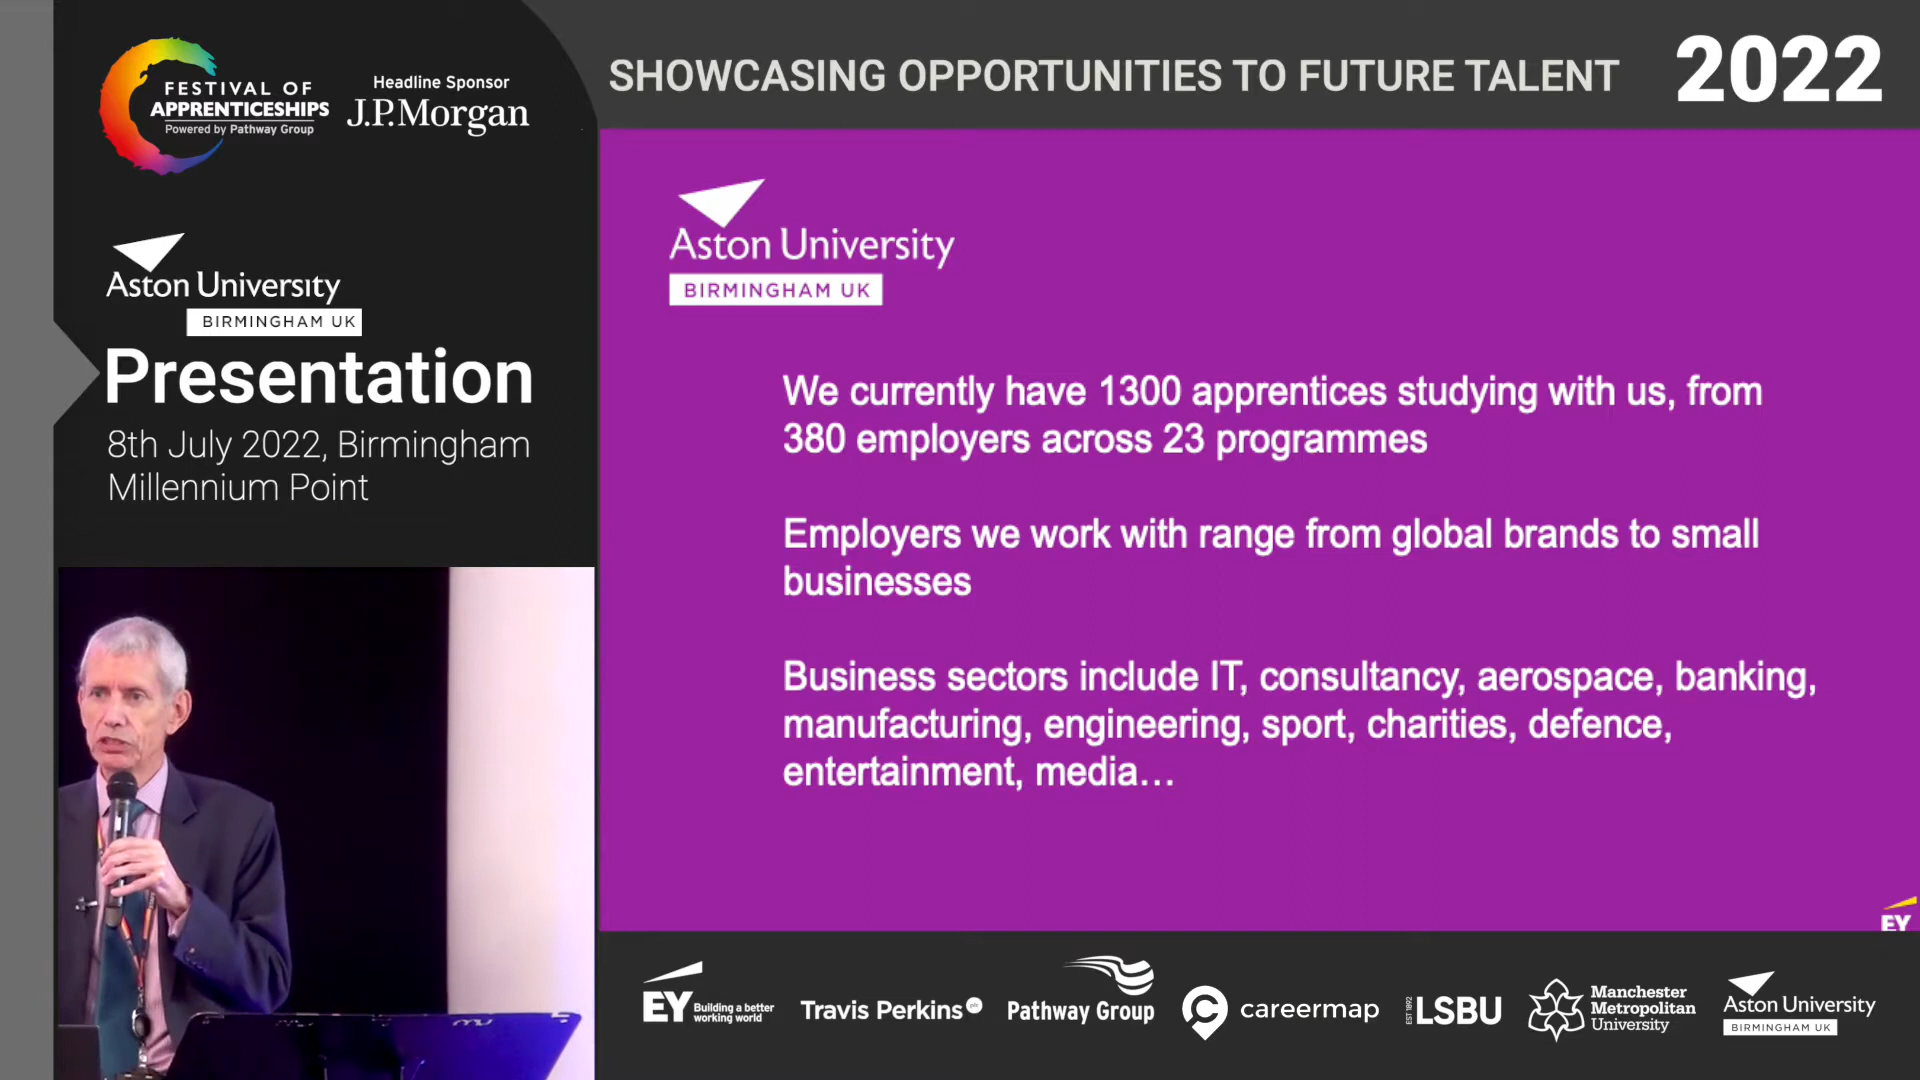 FESTIVAL OF
APPRENTICESHIPS
Powered by Pathway Group
Headline Sponsor
J.P.Morgan
SHOWCASING OPPORTUNITIES TO FUTURE TALENT
2022
Aston University
BIRMINGHAM UK
Presentation
8th July 2022, Birmingham
Millennium Point
Aston University
BIRMINGHAM UK
We currently have 1300 apprentices studying with us, from
380 employers across 23 programmes
Employers we work with range from global brands to small
businesses
Business sectors include IT, consultancy, aerospace, banking,
manufacturing, engineering, sport, charities, defence,
entertainment, media…
EY
EY
Building a better
working world
Travis Perkins plc
Pathway Group
careermap
EST 1892
LSBU
Manchester
Metropolitan
University
Aston University
BIRMINGHAM UK